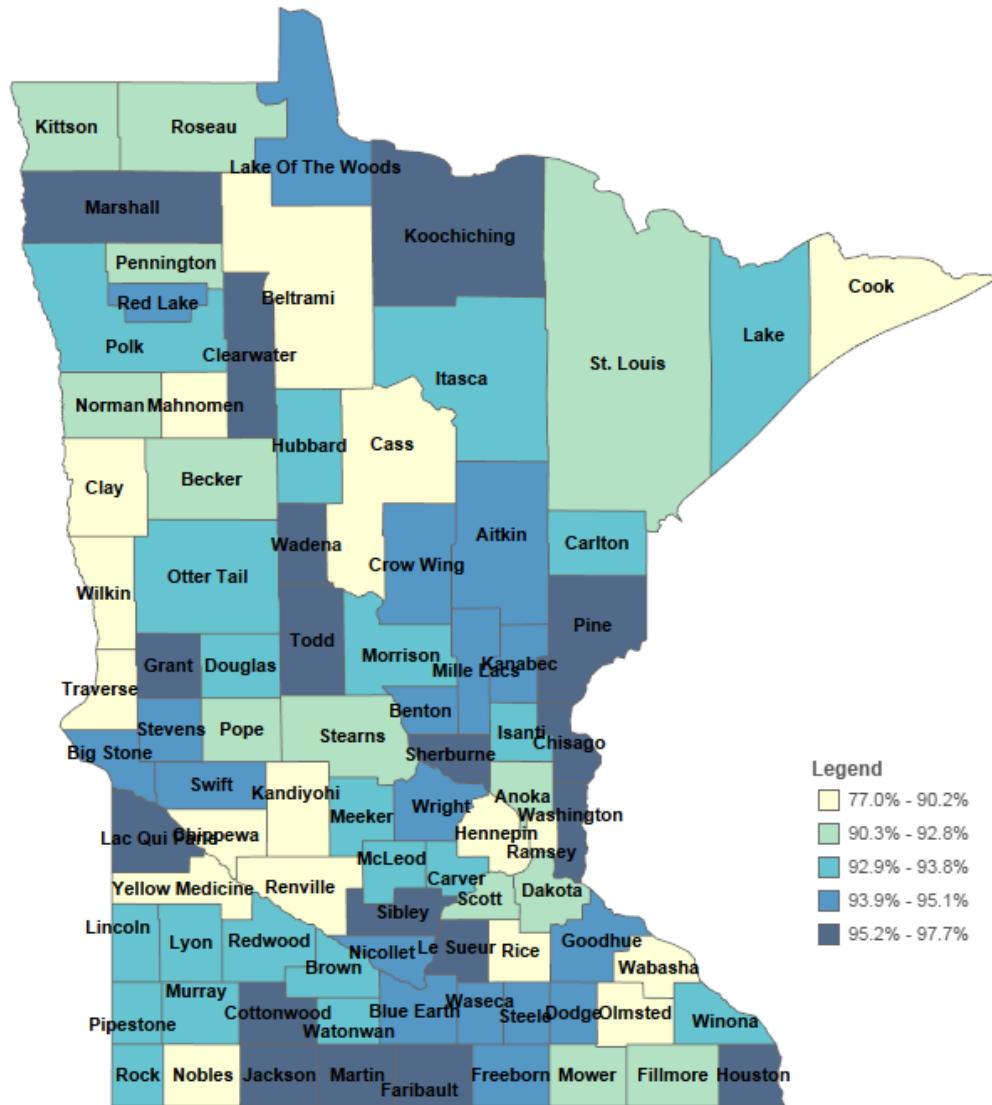 Kittson
Roseau
Lake Of The Woods
Marshall
Koochiching
Pennington
Beltrami
Cook
Red Lake
Polk
Clearwater
Lake
St. Louis
Itasca
Norman
Mahnomen
Hubbard
Cass
Clay
Becker
Aitkin
Wadena
Carlton
Crow Wing
Otter Tail
Wilkin
Todd
Pine
Grant
Douglas
Morrison
Mille Lacs
Kanabec
Traverse
Benton
Stevens
Pope
Stearns
Isanti
Chisago
Big Stone
Sherburne
Swift
Kandiyohi
Anoka
Wright
Washington
Meeker
Hennepin
Lac Qui Parle
Chippewa
Ramsey
McLeod
Carver
Yellow Medicine
Renville
Dakota
Scott
Sibley
Lincoln
Lyon
Redwood
Nicollet
Le Sueur
Rice
Goodhue
Brown
Wabasha
Murray
Pipestone
Cottonwood
Watonwan
Blue Earth
Waseca
Steele
Dodge
Olmsted
Winona
Rock
Nobles
Jackson
Martin
Faribault
Freeborn
Mower
Fillmore
Houston
Legend
77.0% - 90.2%
90.3% - 92.8%
92.9% - 93.8%
93.9% - 95.1%
95.2% - 97.7%